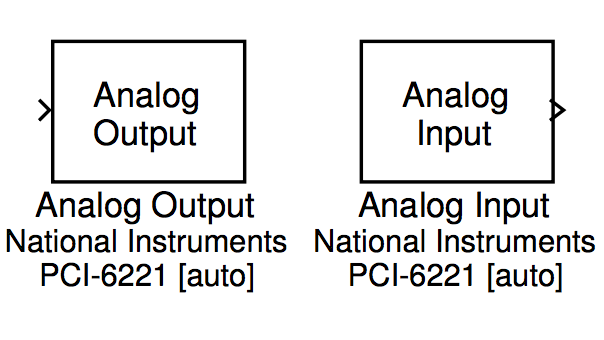 Analog
Output
Analog Output
National Instruments
PCI-6221 [auto]
Analog
Input
Analog Input
National Instruments
PCI-6221 [auto]